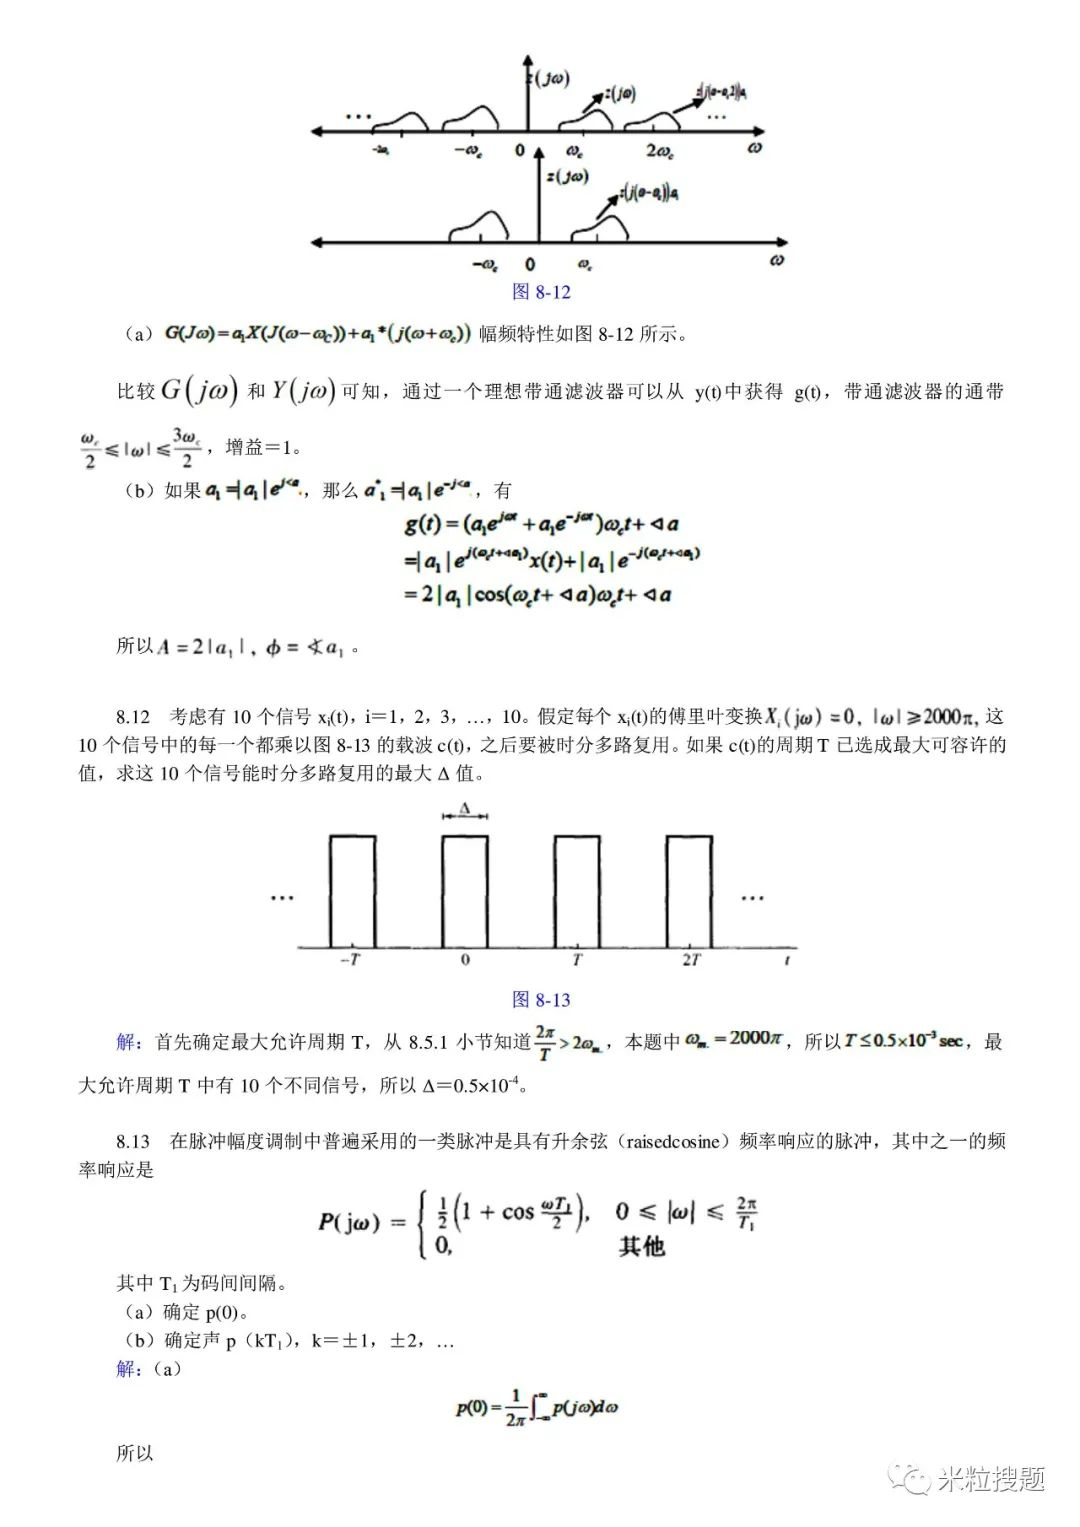 z(jω)
z(jω)
z(j(ω-ω_c2))a_1
… -2ω_c -ω_c 0 ω_c 2ω_c … ω
z(jω)
z(j(ω-ω_c))a_1
-ω_c 0 ω_c ω
图 8-12
（a）G(Jω)=a_1X(J(ω-ω_C))+a_1*(j(ω+ω_c)) 幅频特性如图 8-12 所示。
比较 G(jω) 和 Y(jω) 可知，通过一个理想带通滤波器可以从 y(t)中获得 g(t)，带通滤波器的通带
ω_c/2 ≤ |ω| ≤ 3ω_c/2，增益＝1。
（b）如果 a_1=|a_1|e^{j<a}，那么 a*_1=|a_1|e^{-j<a}，有
g(t)=(a_1e^{jωt}+a_1e^{-jωt})ω_ct+∢a
=|a_1|e^{j(ω_ct+∢a_1)}x(t)+|a_1|e^{-j(ω_ct+∢a_1)}
=2|a_1|cos(ω_ct+∢a)ω_ct+∢a
所以 A=2|a_1|, φ=∢a_1 。
8.12 考虑有 10 个信号 x_i(t)，i＝1，2，3，…，10。假定每个 x_i(t)的傅里叶变换 X_i(jω)=0, |ω|≥2000π, 这
10 个信号中的每一个都乘以图 8-13 的载波 c(t)，之后要被时分多路复用。如果 c(t)的周期 T 已选成最大可容许的
值，求这 10 个信号能时分多路复用的最大 Δ 值。
Δ
… …
-T 0 T 2T t
图 8-13
解：首先确定最大允许周期 T，从 8.5.1 小节知道 2π/T>2ω_m，本题中 ω_m=2000π，所以 T≤0.5×10^{-3} sec，最
大允许周期 T 中有 10 个不同信号，所以 Δ＝0.5×10^{-4}。
8.13 在脉冲幅度调制中普遍采用的一类脉冲是具有升余弦（raisedcosine）频率响应的脉冲，其中之一的频
率响应是
P(jω) = { 1/2(1 + cos ωT_1/2), 0 ≤ |ω| ≤ 2π/T_1
0, 其他
其中 T_1 为码间间隔。
（a）确定 p(0)。
（b）确定声 p（kT_1），k＝±1，±2，…
解：（a）
p(0)=1/2π ∫_{-∞}^{∞} p(jω)dω
所以
米粒搜题